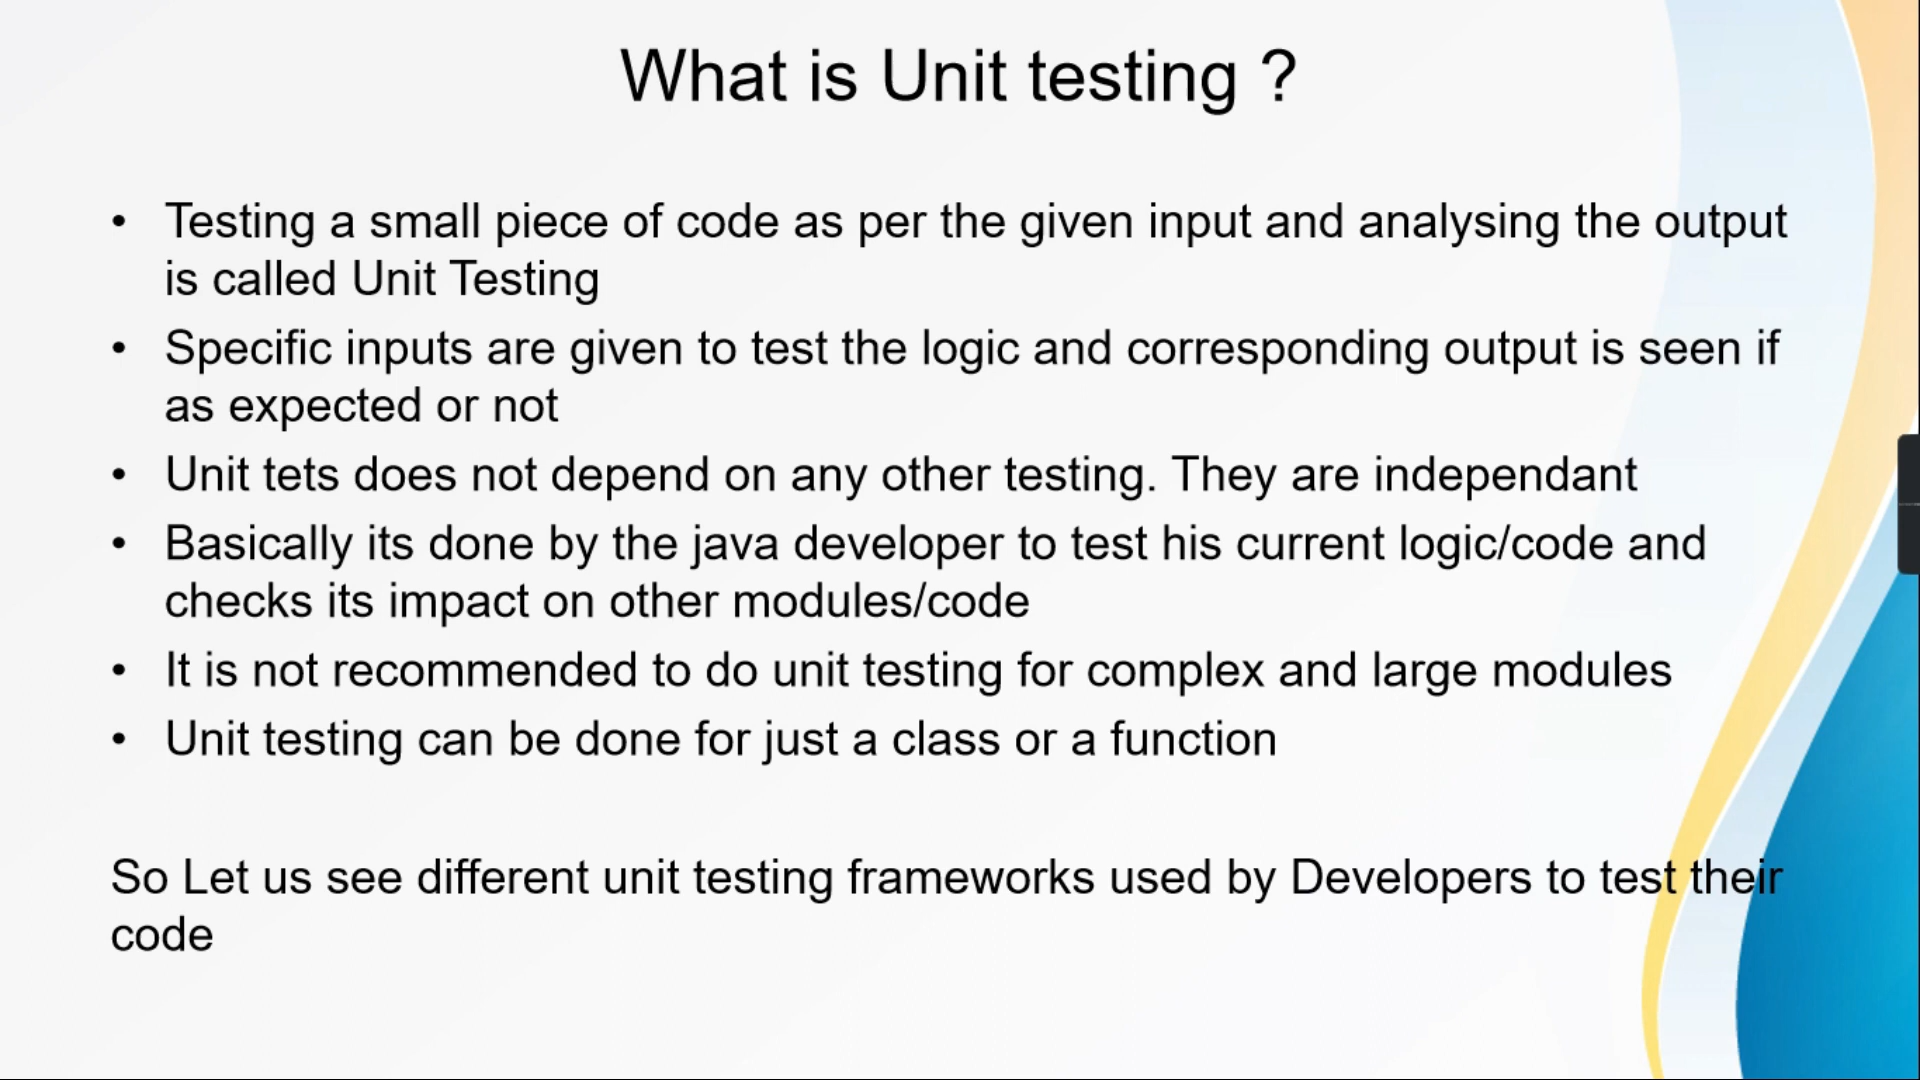 What is Unit testing ?
• Testing a small piece of code as per the given input and analysing the output
is called Unit Testing
• Specific inputs are given to test the logic and corresponding output is seen if
as expected or not
• Unit tets does not depend on any other testing. They are independant
• Basically its done by the java developer to test his current logic/code and
checks its impact on other modules/code
• It is not recommended to do unit testing for complex and large modules
• Unit testing can be done for just a class or a function
So Let us see different unit testing frameworks used by Developers to test their
code